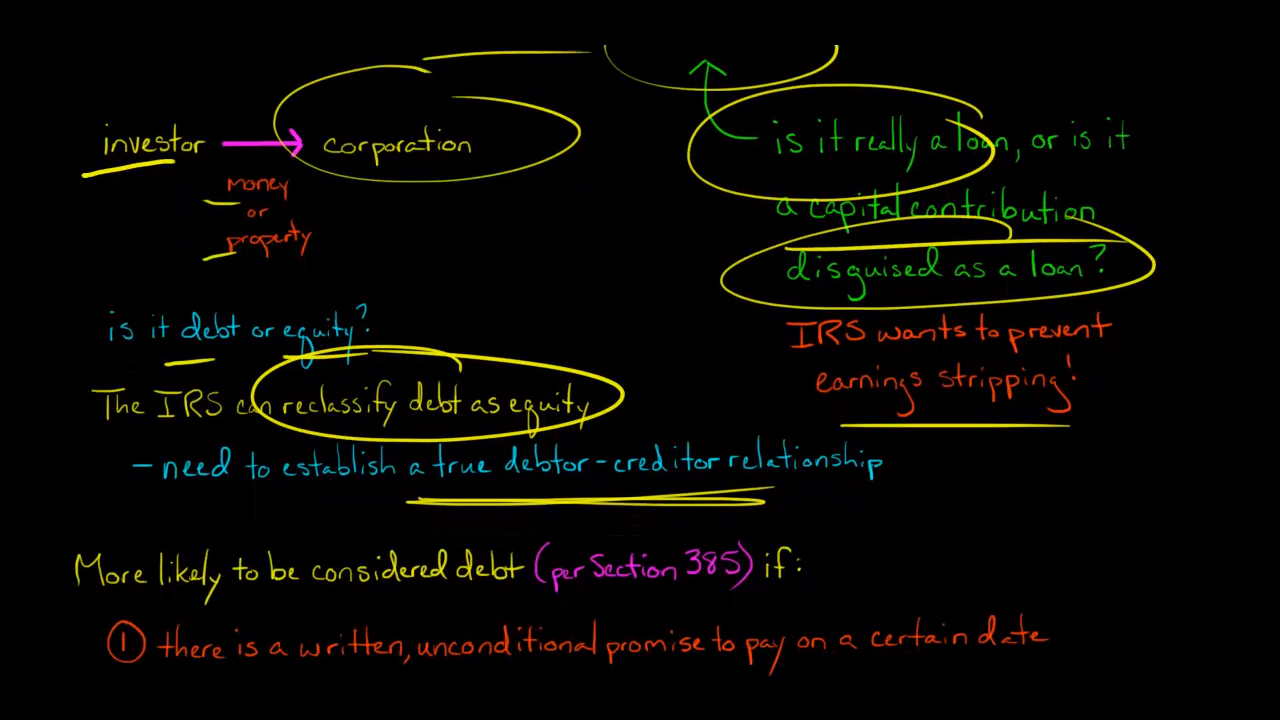 investor → corporation
money
or
property
is it really a loan, or is it
a capital contribution
disguised as a loan?
IRS wants to prevent
earnings stripping!
is it debt or equity?
The IRS can reclassify debt as equity
- need to establish a true debtor-creditor relationship
More likely to be considered debt (per Section 385) if:
① there is a written, unconditional promise to pay on a certain date